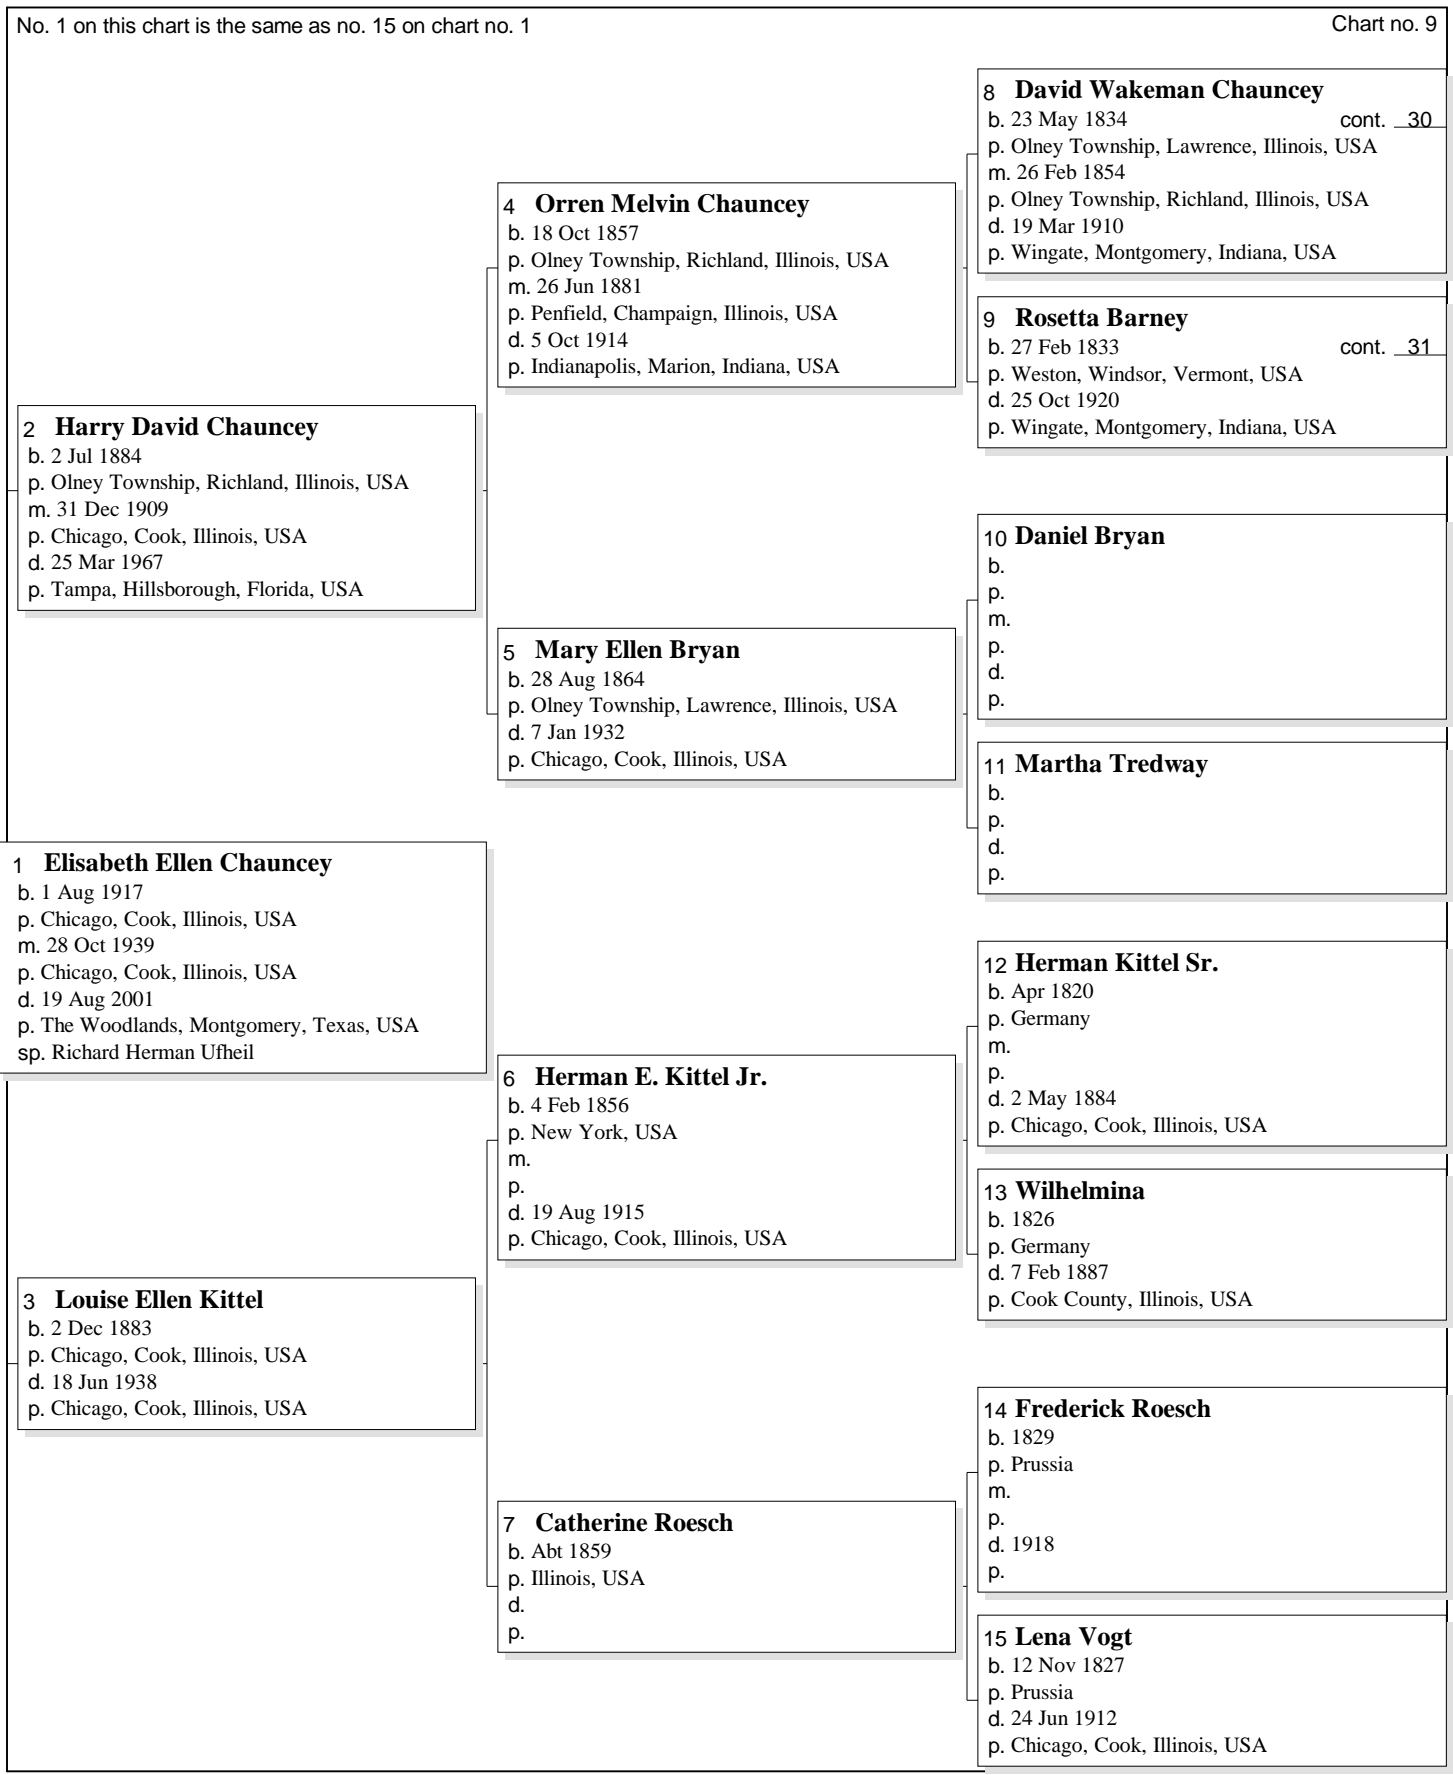 No. 1 on this chart is the same as no. 15 on chart no. 1
Chart no. 9
8 David Wakeman Chauncey
b. 23 May 1834 cont. 30
p. Olney Township, Lawrence, Illinois, USA
m. 26 Feb 1854
p. Olney Township, Richland, Illinois, USA
d. 19 Mar 1910
p. Wingate, Montgomery, Indiana, USA
4 Orren Melvin Chauncey
b. 18 Oct 1857
p. Olney Township, Richland, Illinois, USA
m. 26 Jun 1881
p. Penfield, Champaign, Illinois, USA
d. 5 Oct 1914
p. Indianapolis, Marion, Indiana, USA
9 Rosetta Barney
b. 27 Feb 1833 cont. 31
p. Weston, Windsor, Vermont, USA
d. 25 Oct 1920
p. Wingate, Montgomery, Indiana, USA
2 Harry David Chauncey
b. 2 Jul 1884
p. Olney Township, Richland, Illinois, USA
m. 31 Dec 1909
p. Chicago, Cook, Illinois, USA
d. 25 Mar 1967
p. Tampa, Hillsborough, Florida, USA
10 Daniel Bryan
b.
p.
m.
p.
d.
p.
5 Mary Ellen Bryan
b. 28 Aug 1864
p. Olney Township, Lawrence, Illinois, USA
d. 7 Jan 1932
p. Chicago, Cook, Illinois, USA
11 Martha Tredway
b.
p.
d.
p.
1 Elisabeth Ellen Chauncey
b. 1 Aug 1917
p. Chicago, Cook, Illinois, USA
m. 28 Oct 1939
p. Chicago, Cook, Illinois, USA
d. 19 Aug 2001
p. The Woodlands, Montgomery, Texas, USA
sp. Richard Herman Ufheil
12 Herman Kittel Sr.
b. Apr 1820
p. Germany
m.
p.
d. 2 May 1884
p. Chicago, Cook, Illinois, USA
6 Herman E. Kittel Jr.
b. 4 Feb 1856
p. New York, USA
m.
p.
d. 19 Aug 1915
p. Chicago, Cook, Illinois, USA
13 Wilhelmina
b. 1826
p. Germany
d. 7 Feb 1887
p. Cook County, Illinois, USA
3 Louise Ellen Kittel
b. 2 Dec 1883
p. Chicago, Cook, Illinois, USA
d. 18 Jun 1938
p. Chicago, Cook, Illinois, USA
14 Frederick Roesch
b. 1829
p. Prussia
m.
p.
d. 1918
p.
7 Catherine Roesch
b. Abt 1859
p. Illinois, USA
d.
p.
15 Lena Vogt
b. 12 Nov 1827
p. Prussia
d. 24 Jun 1912
p. Chicago, Cook, Illinois, USA